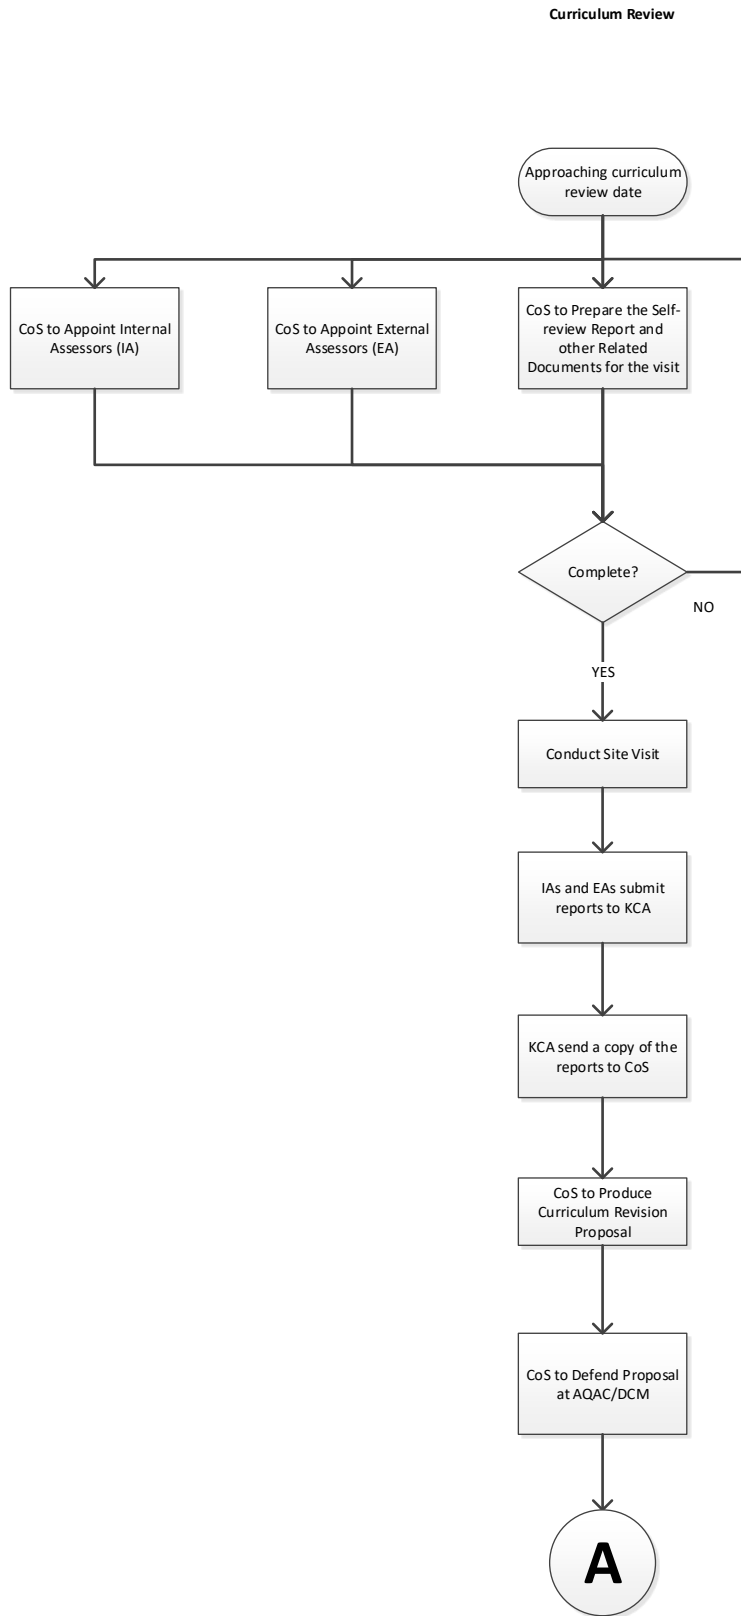 Curriculum Review
Approaching curriculum
review date
CoS to Appoint Internal
Assessors (IA)
CoS to Appoint External
Assessors (EA)
CoS to Prepare the Self-
review Report and
other Related
Documents for the visit
Complete?
NO
YES
Conduct Site Visit
IAs and EAs submit
reports to KCA
KCA send a copy of the
reports to CoS
CoS to Produce
Curriculum Revision
Proposal
CoS to Defend Proposal
at AQAC/DCM
A